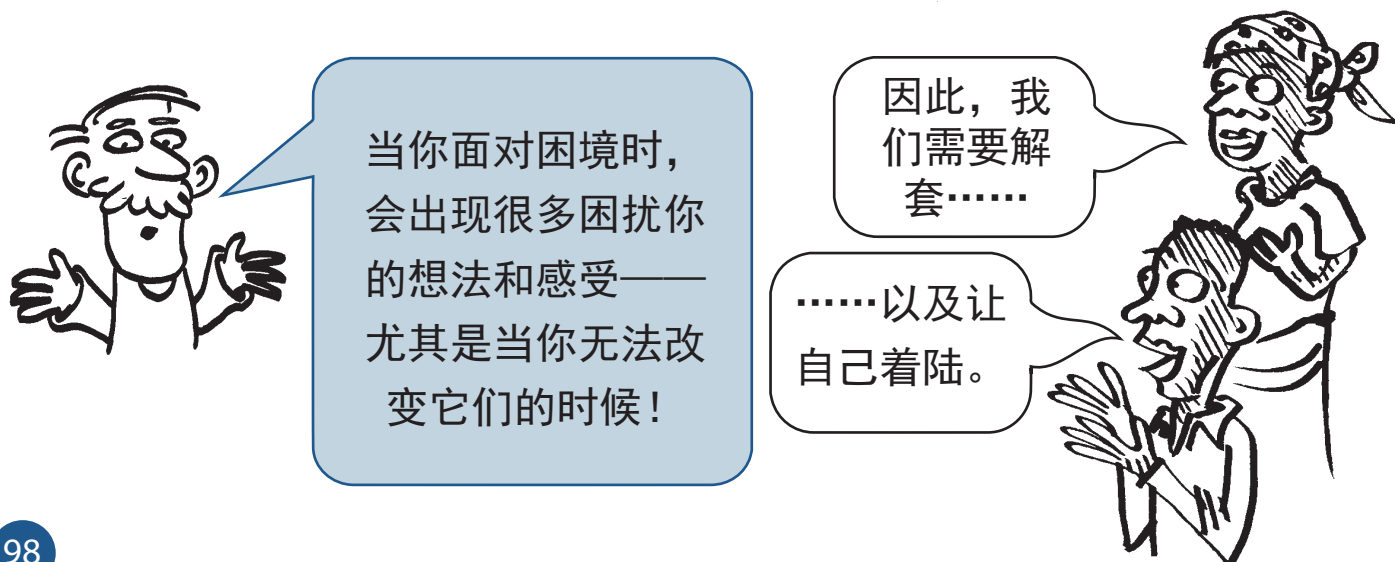 当你面对困境时，
会出现很多困扰你
的想法和感受——
尤其是当你无法改
变它们的时候！
因此，我
们需要解
套……
……以及让
自己着陆。
98